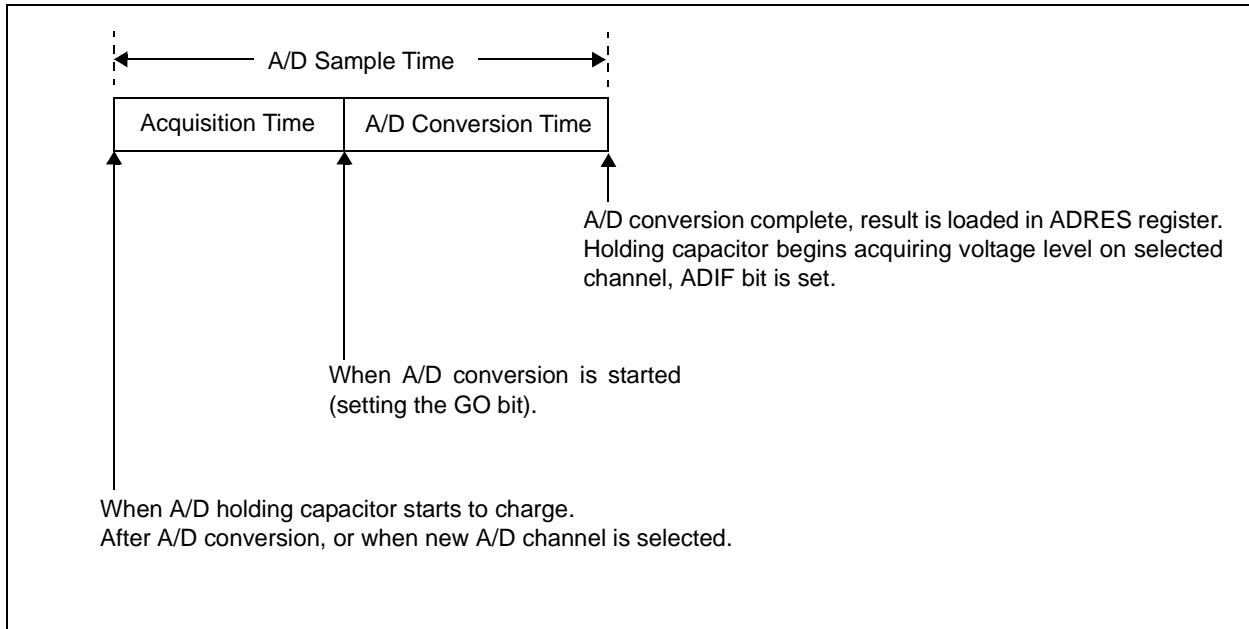 A/D Sample Time
Acquisition Time
A/D Conversion Time
A/D conversion complete, result is loaded in ADRES register.
Holding capacitor begins acquiring voltage level on selected
channel, ADIF bit is set.
When A/D conversion is started
(setting the GO bit).
When A/D holding capacitor starts to charge.
After A/D conversion, or when new A/D channel is selected.